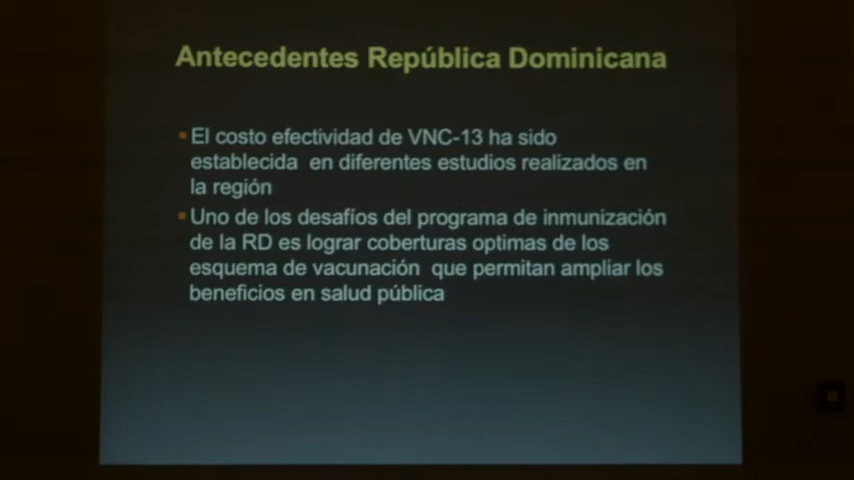 Antecedentes República Dominicana
▪El costo efectividad de VNC-13 ha sido
establecida en diferentes estudios realizados en
la región
▪Uno de los desafíos del programa de inmunización
de la RD es lograr coberturas optimas de los
esquema de vacunación que permitan ampliar los
beneficios en salud pública